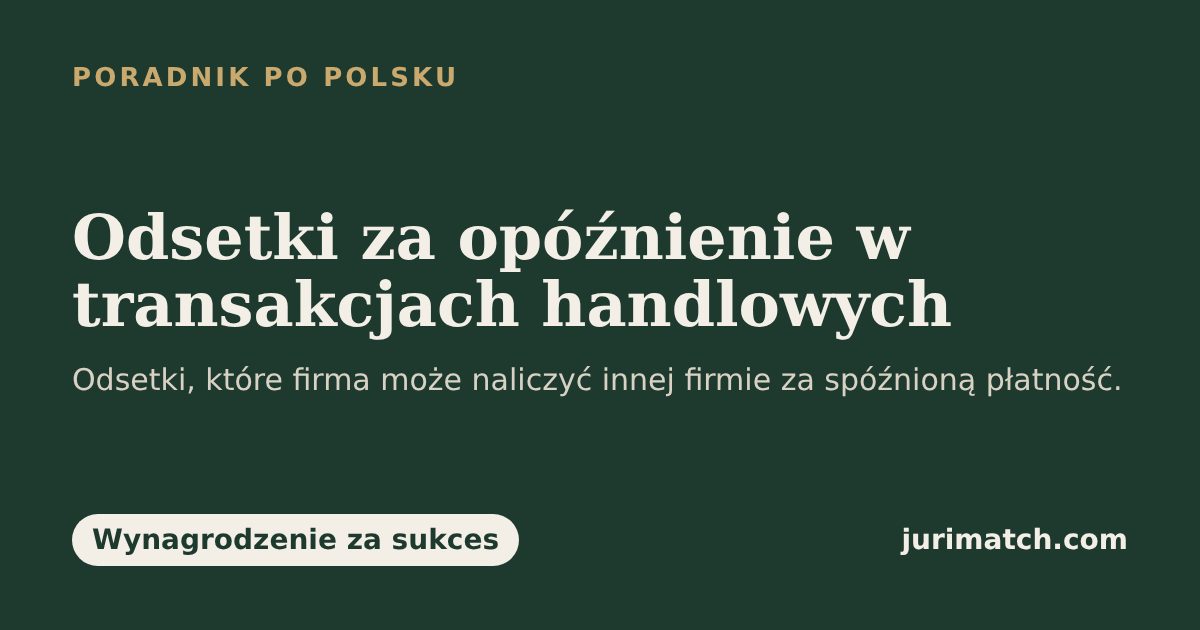 PORADNIK PO POLSKU
Odsetki za opóźnienie w
transakcjach handlowych
Odsetki, które firma może naliczyć innej firmie za spóźnioną płatność.
Wynagrodzenie za sukces
jurimatch.com